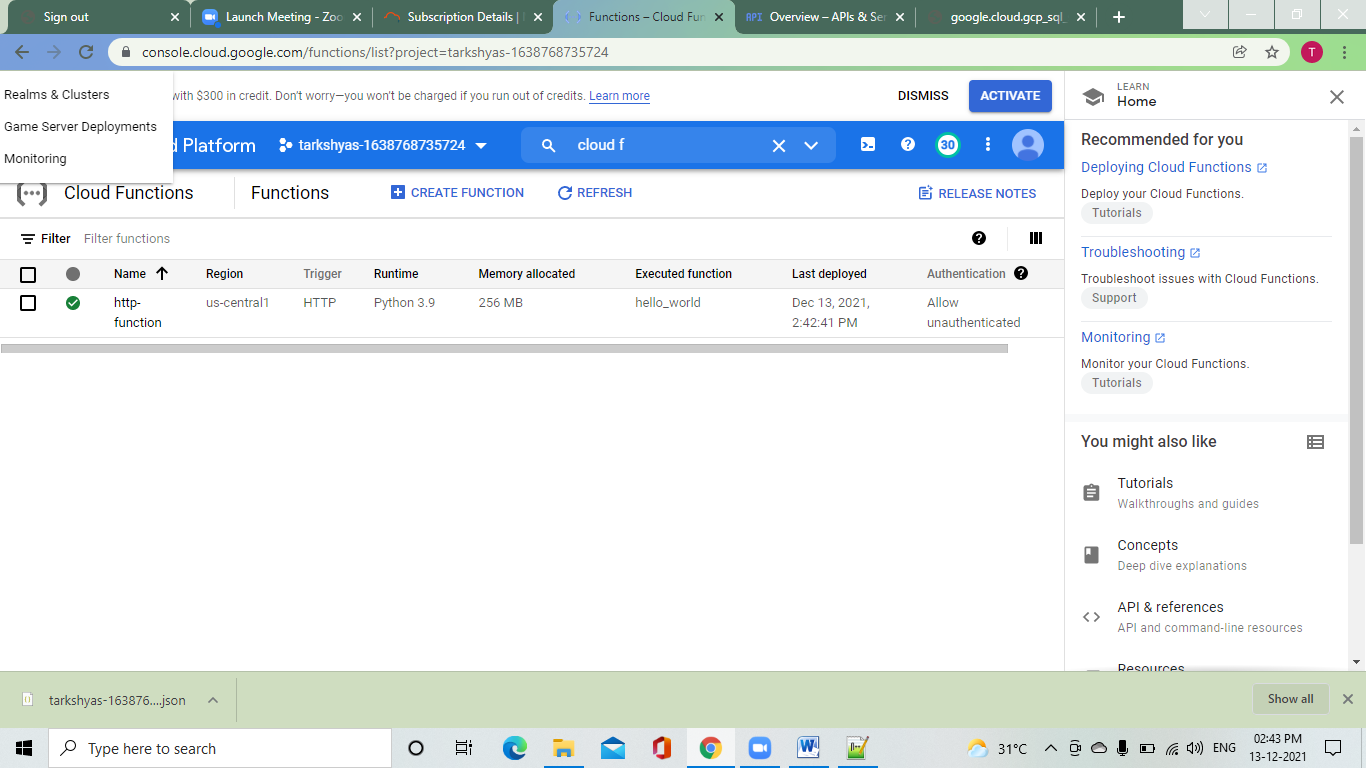 Sign out
Launch Meeting - Zoo
Subscription Details |
Functions – Cloud Fun
API Overview – APIs & Ser
google.cloud.gcp_sql_
console.cloud.google.com/functions/list?project=tarkshyas-1638768735724
T
Realms & Clusters
Game Server Deployments
Monitoring
with $300 in credit. Don't worry—you won't be charged if you run out of credits. Learn more
DISMISS
ACTIVATE
d Platform
tarkshyas-1638768735724
cloud f
30
Cloud Functions
Functions
CREATE FUNCTION
REFRESH
RELEASE NOTES
Filter Filter functions
Name Region Trigger Runtime Memory allocated Executed function Last deployed Authentication
http-function us-central1 HTTP Python 3.9 256 MB hello_world Dec 13, 2021, 2:42:41 PM Allow unauthenticated
LEARN
Home
Recommended for you
Deploying Cloud Functions
Deploy your Cloud Functions.
Tutorials
Troubleshooting
Troubleshoot issues with Cloud Functions.
Support
Monitoring
Monitor your Cloud Functions.
Tutorials
You might also like
Tutorials
Walkthroughs and guides
Concepts
Deep dive explanations
API & references
API and command-line resources
Resources
tarkshyas-163876....json
Show all
Type here to search
31°C
ENG
02:43 PM
13-12-2021